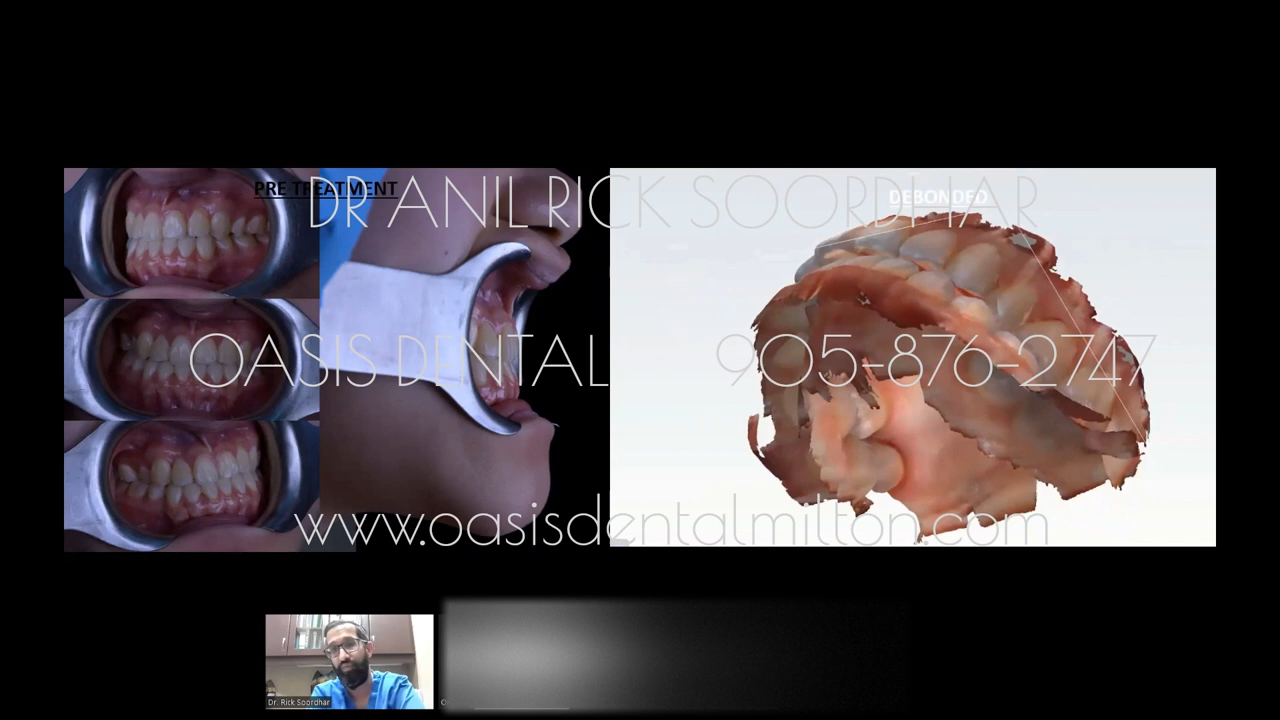 PRE TREATMENT
DEBONDED
DR ANIL RICK SOORDHAR
OASIS DENTAL 905-876-2747
www.oasisdentalmilton.com
Dr. Rick Soordhar